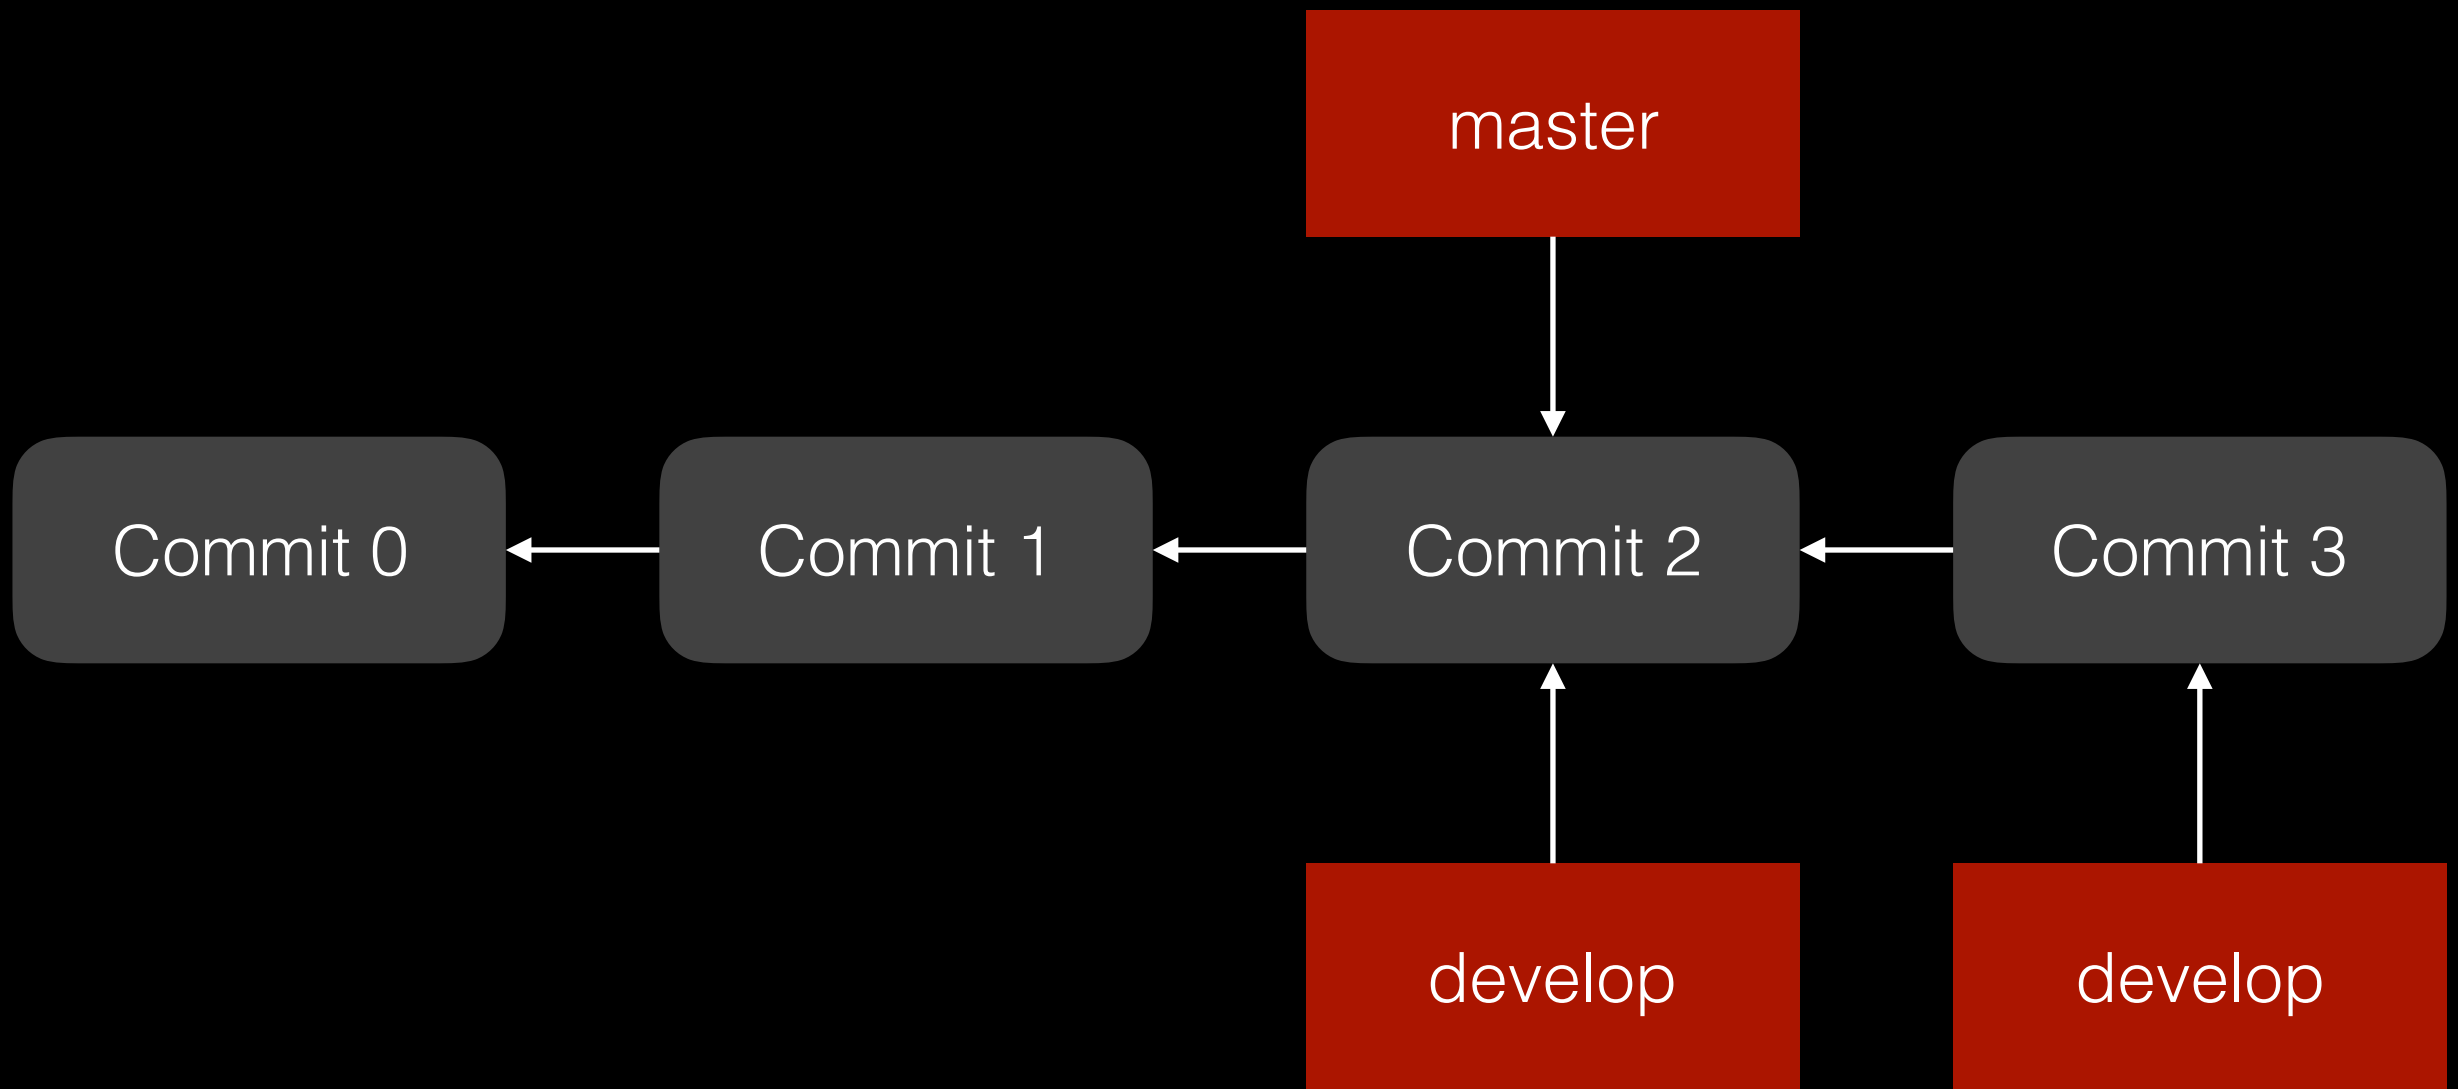 master
Commit 0
Commit 1
Commit 2
Commit 3
develop
develop